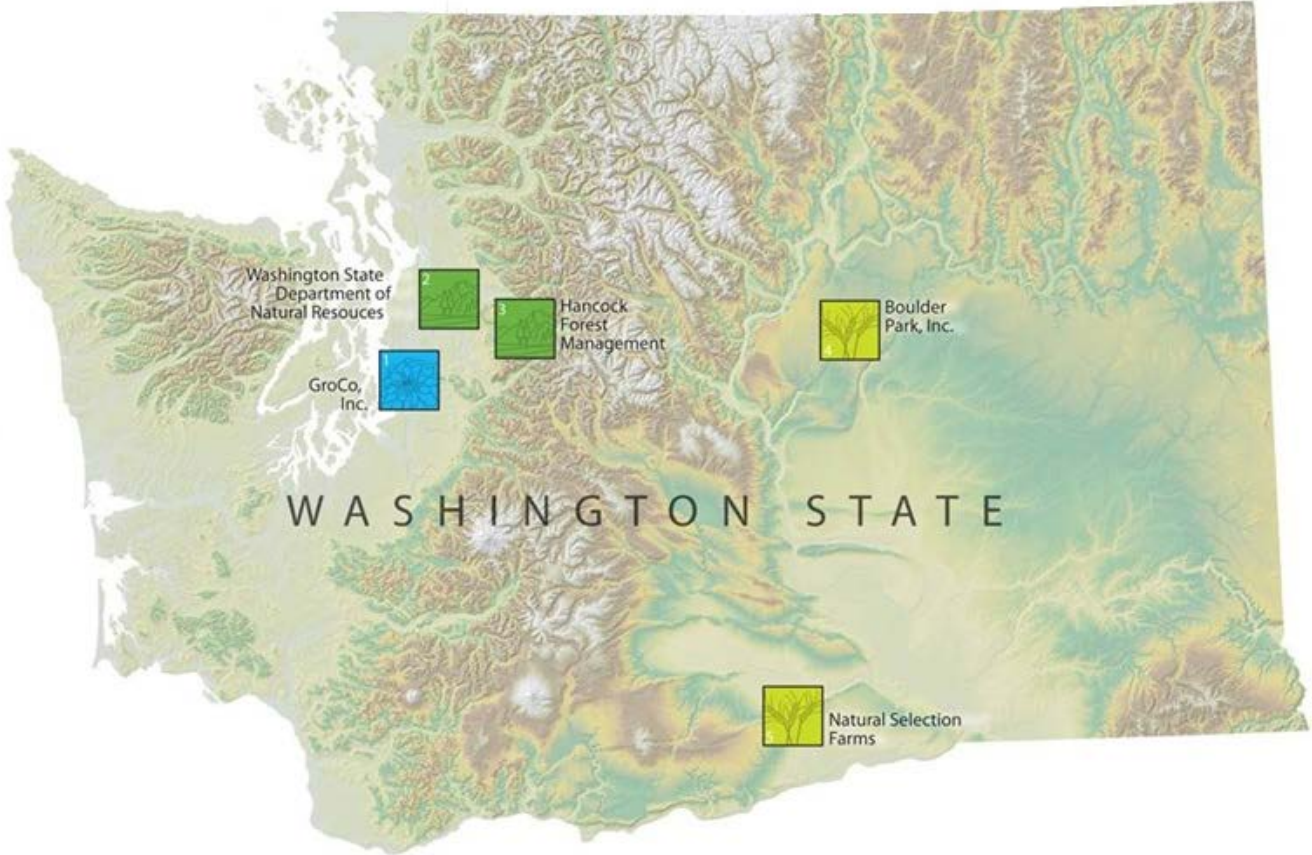 2
Washington State
Department of
Natural Resouces
3
Hancock
Forest
Management
1
GroCo,
Inc.
4
Boulder
Park, Inc.
WASHINGTON STATE
5
Natural Selection
Farms